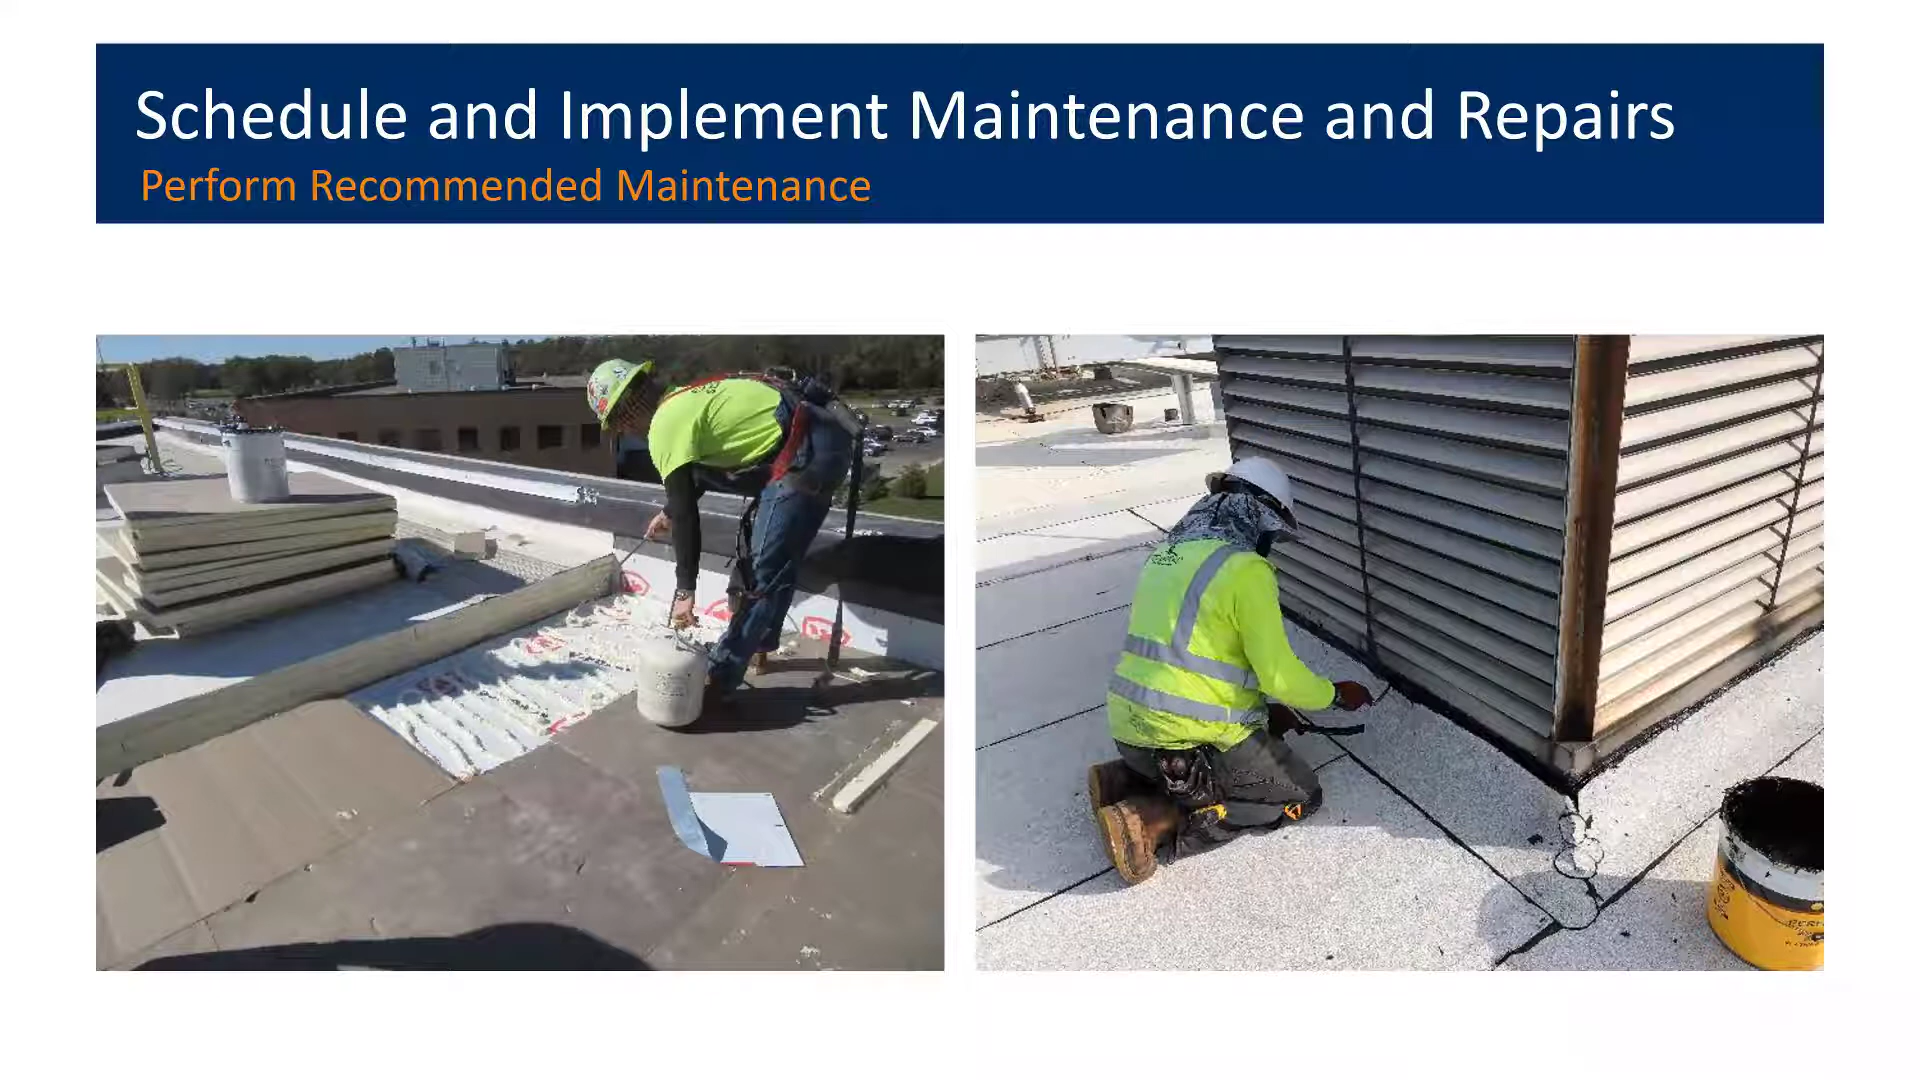 Schedule and Implement Maintenance and Repairs
Perform Recommended Maintenance